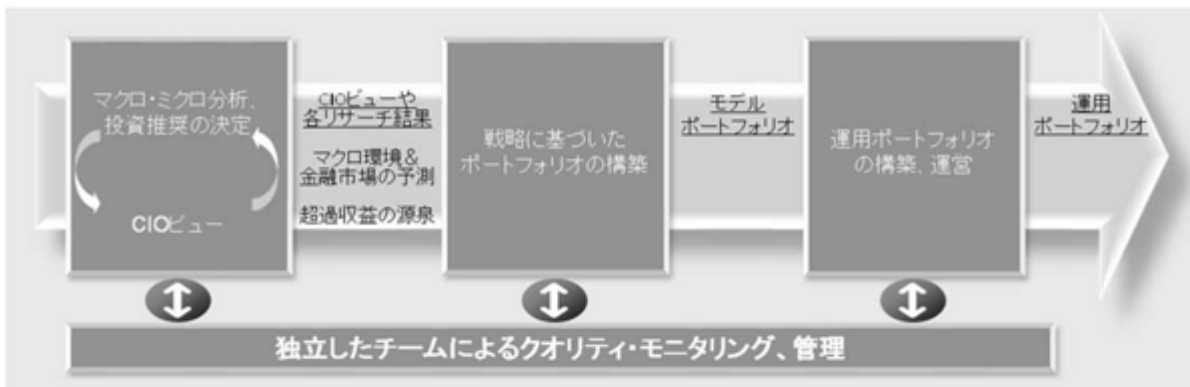 マクロ・ミクロ分析、
投資推奨の決定
CIOビュー
CIOビューや
各リサーチ結果
マクロ環境&
金融市場の予測
超過収益の源泉
戦略に基づいた
ポートフォリオの構築
モデル
ポートフォリオ
運用ポートフォリオ
の構築、運営
運用
ポートフォリオ
独立したチームによるクオリティ・モニタリング、管理